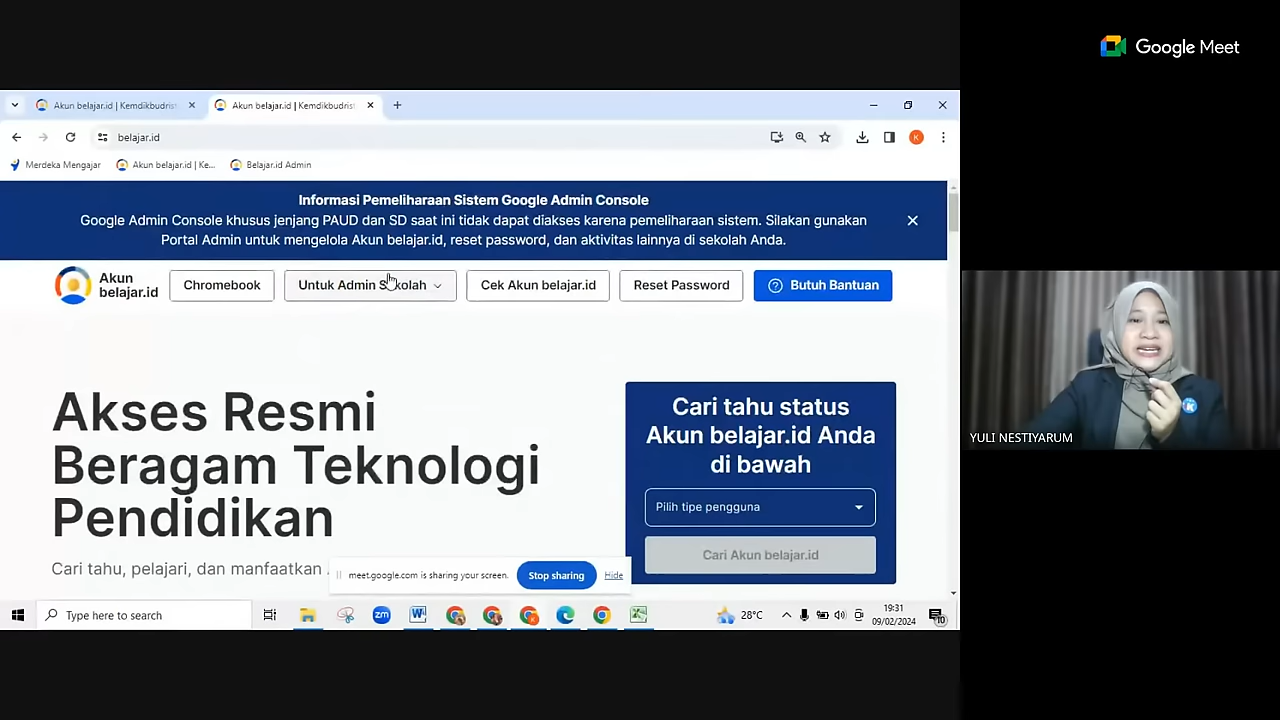 Google Meet
Akun belajar.id | Kemdikbudrist
Akun belajar.id | Kemdikbudrist
belajar.id
K
Merdeka Mengajar
Akun belajar.id | Ke...
Belajar.id Admin
Informasi Pemeliharaan Sistem Google Admin Console
Google Admin Console khusus jenjang PAUD dan SD saat ini tidak dapat diakses karena pemeliharaan sistem. Silakan gunakan
Portal Admin untuk mengelola Akun belajar.id, reset password, dan aktivitas lainnya di sekolah Anda.
Akun
belajar.id
Chromebook
Untuk Admin Sekolah
Cek Akun belajar.id
Reset Password
Butuh Bantuan
Akses Resmi
Beragam Teknologi
Pendidikan
Cari tahu, pelajari, dan manfaatkan
Cari tahu status
Akun belajar.id Anda
di bawah
Pilih tipe pengguna
Cari Akun belajar.id
meet.google.com is sharing your screen.
Stop sharing
Hide
YULI NESTIYARUM
Type here to search
zm
W
28°C
19:31
09/02/2024
10